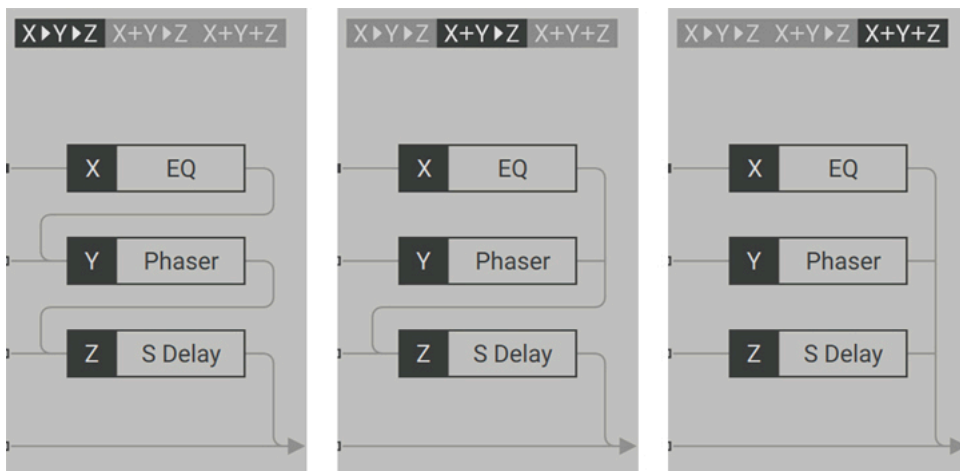 X▶Y▶Z X+Y▶Z X+Y+Z
X EQ
Y Phaser
Z S Delay
X▶Y▶Z X+Y▶Z X+Y+Z
X EQ
Y Phaser
Z S Delay
X▶Y▶Z X+Y▶Z X+Y+Z
X EQ
Y Phaser
Z S Delay